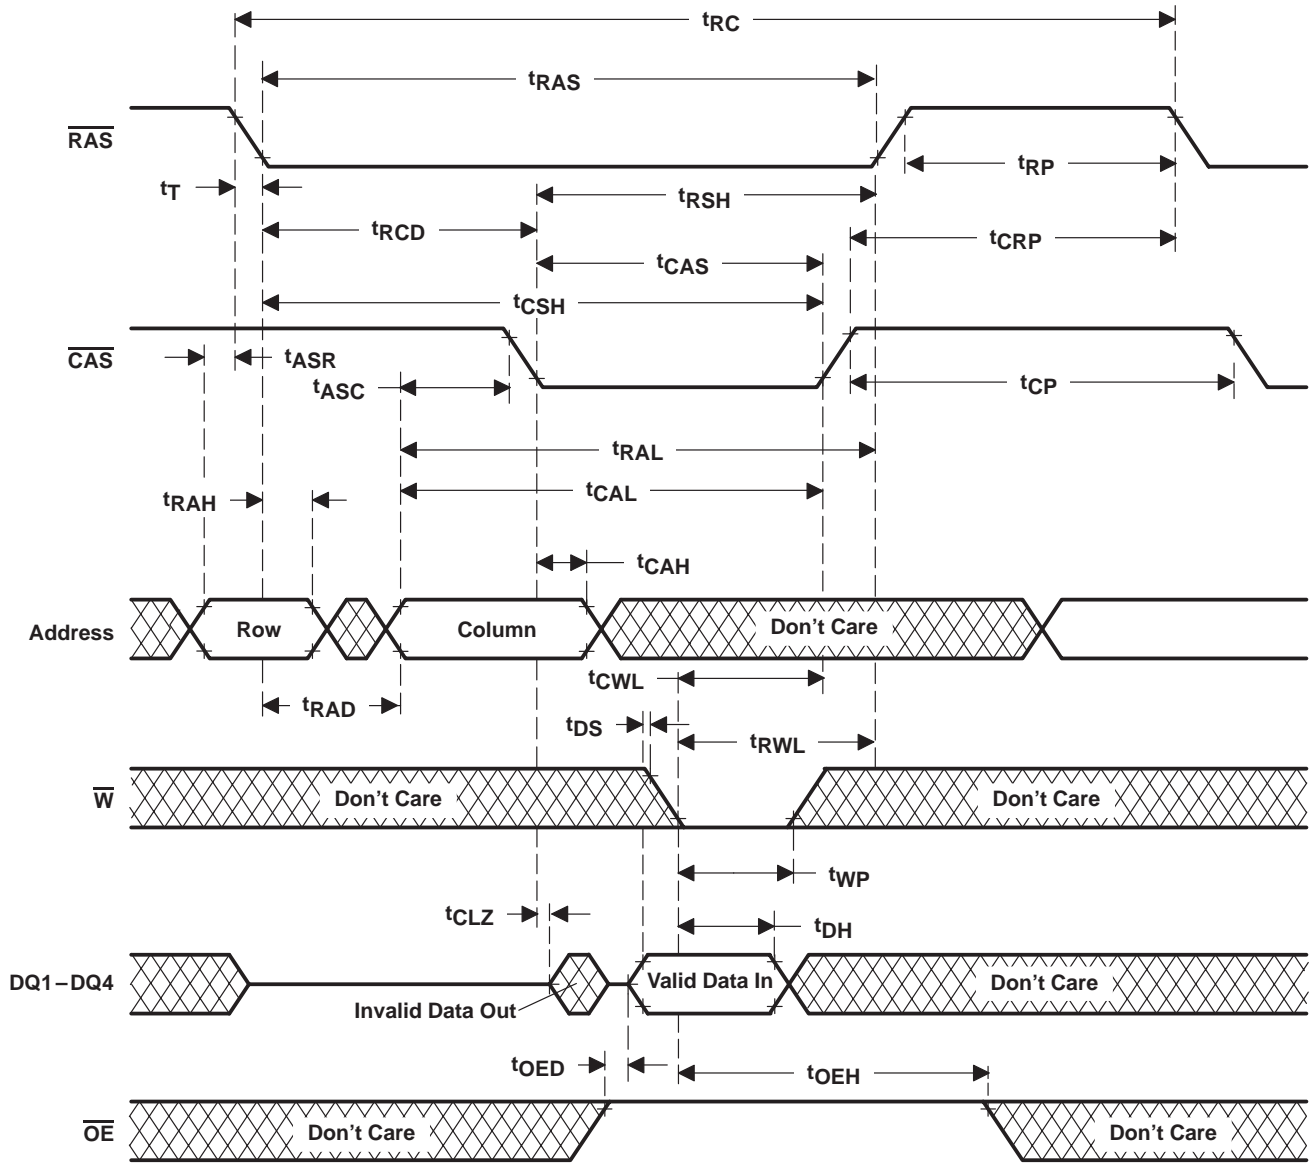 tRC
tRAS
RAS
tRP
tT
tRSH
tRCD
tCRP
tCAS
tCSH
CAS
tASR
tASC
tCP
tRAL
tCAL
tRAH
tCAH
Address
Row
Column
Don't Care
tCWL
tRAD
tDS
tRWL
W
Don't Care
Don't Care
tWP
tCLZ
tDH
DQ1–DQ4
Valid Data In
Don't Care
Invalid Data Out
tOED
tOEH
OE
Don't Care
Don't Care